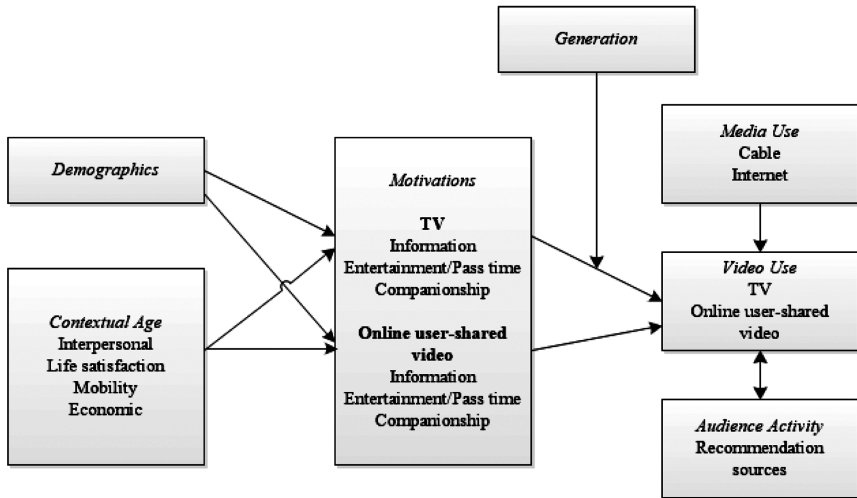 Generation
Demographics
Contextual Age
Interpersonal
Life satisfaction
Mobility
Economic
Motivations
TV
Information
Entertainment/Pass time
Companionship
Online user-shared
video
Information
Entertainment/Pass time
Companionship
Media Use
Cable
Internet
Video Use
TV
Online user-shared
video
Audience Activity
Recommendation
sources